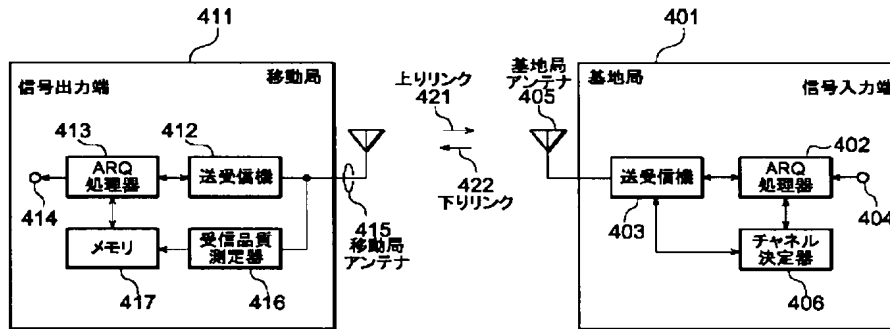 411
401
信号出力端
移動局
上りリンク
421
基地局
アンテナ
405
基地局
信号入力端
413
412
402
ARQ
処理器
送受信機
送受信機
ARQ
処理器
414
422
下りリンク
403
404
415
移動局
アンテナ
メモリ
受信品質
測定器
チャネル
決定器
417
416
406